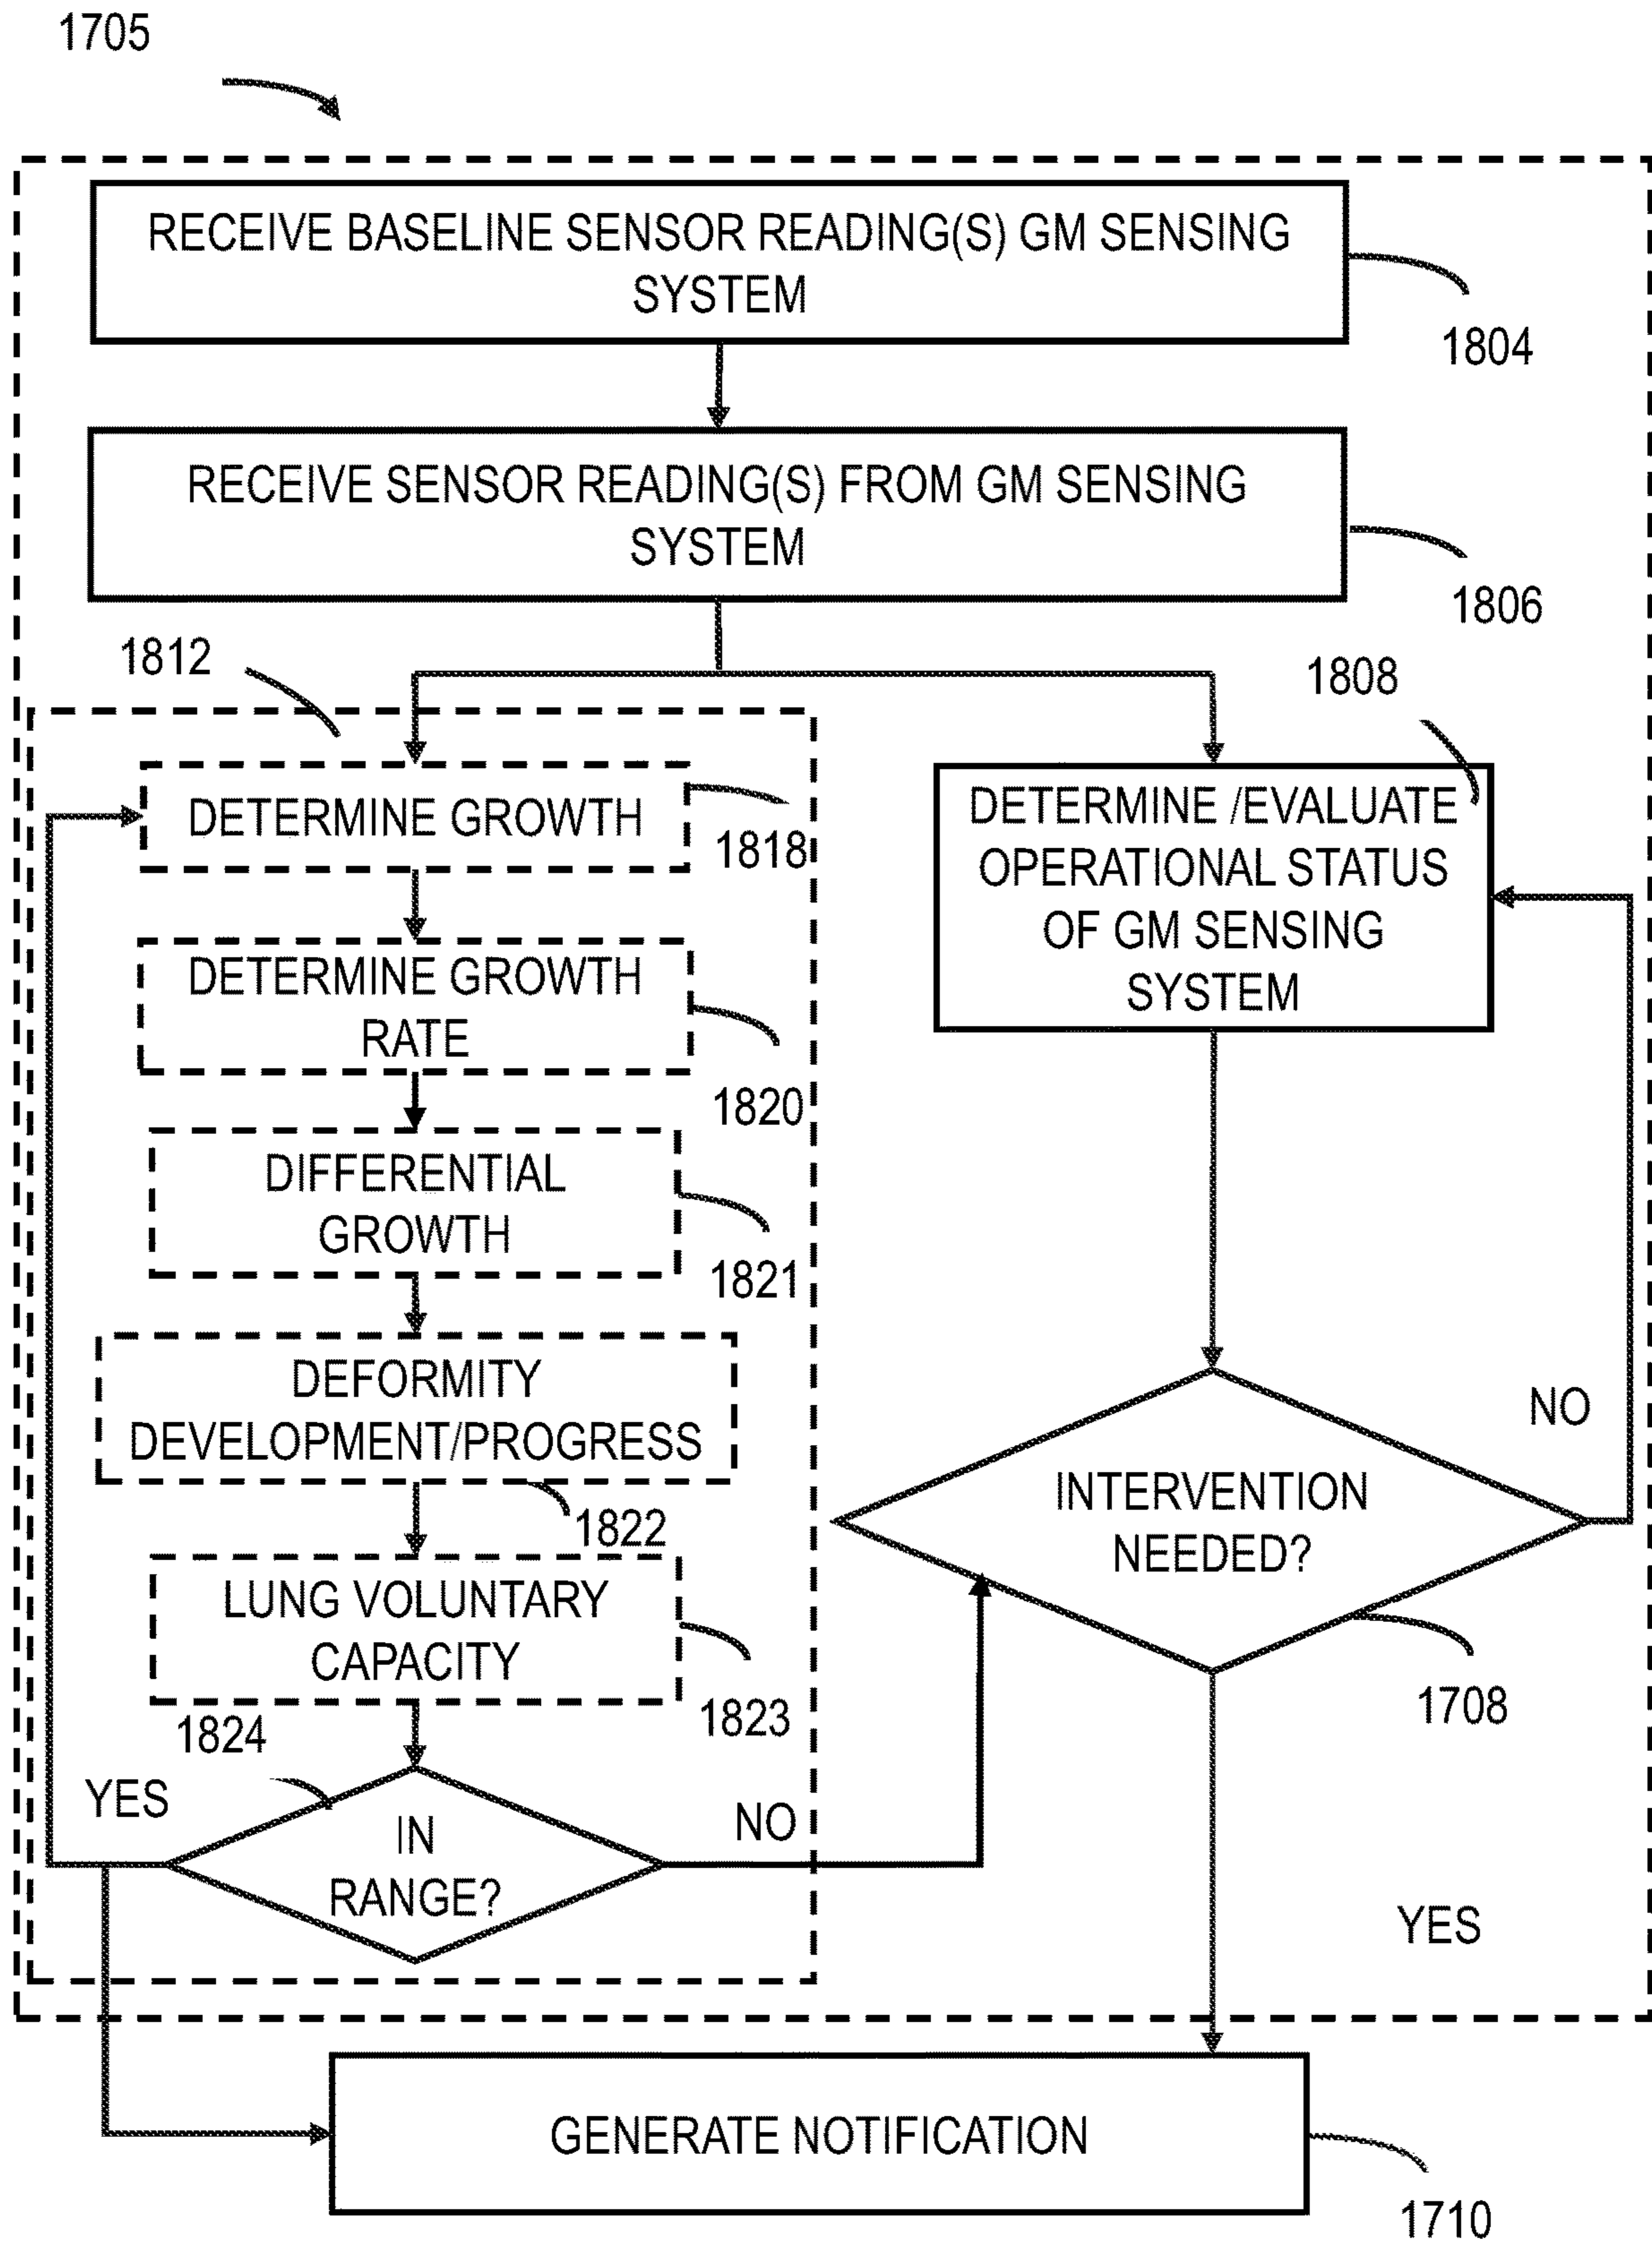 1705
RECEIVE BASELINE SENSOR READING(S) GM SENSING
SYSTEM
1804
RECEIVE SENSOR READING(S) FROM GM SENSING
SYSTEM
1806
1812
1808
DETERMINE GROWTH
1818
DETERMINE GROWTH
RATE
1820
DIFFERENTIAL
GROWTH
1821
DEFORMITY
DEVELOPMENT/PROGRESS
1822
LUNG VOLUNTARY
CAPACITY
1823
1824
YES
IN
RANGE?
NO
DETERMINE /EVALUATE
OPERATIONAL STATUS
OF GM SENSING
SYSTEM
NO
INTERVENTION
NEEDED?
1708
YES
GENERATE NOTIFICATION
1710